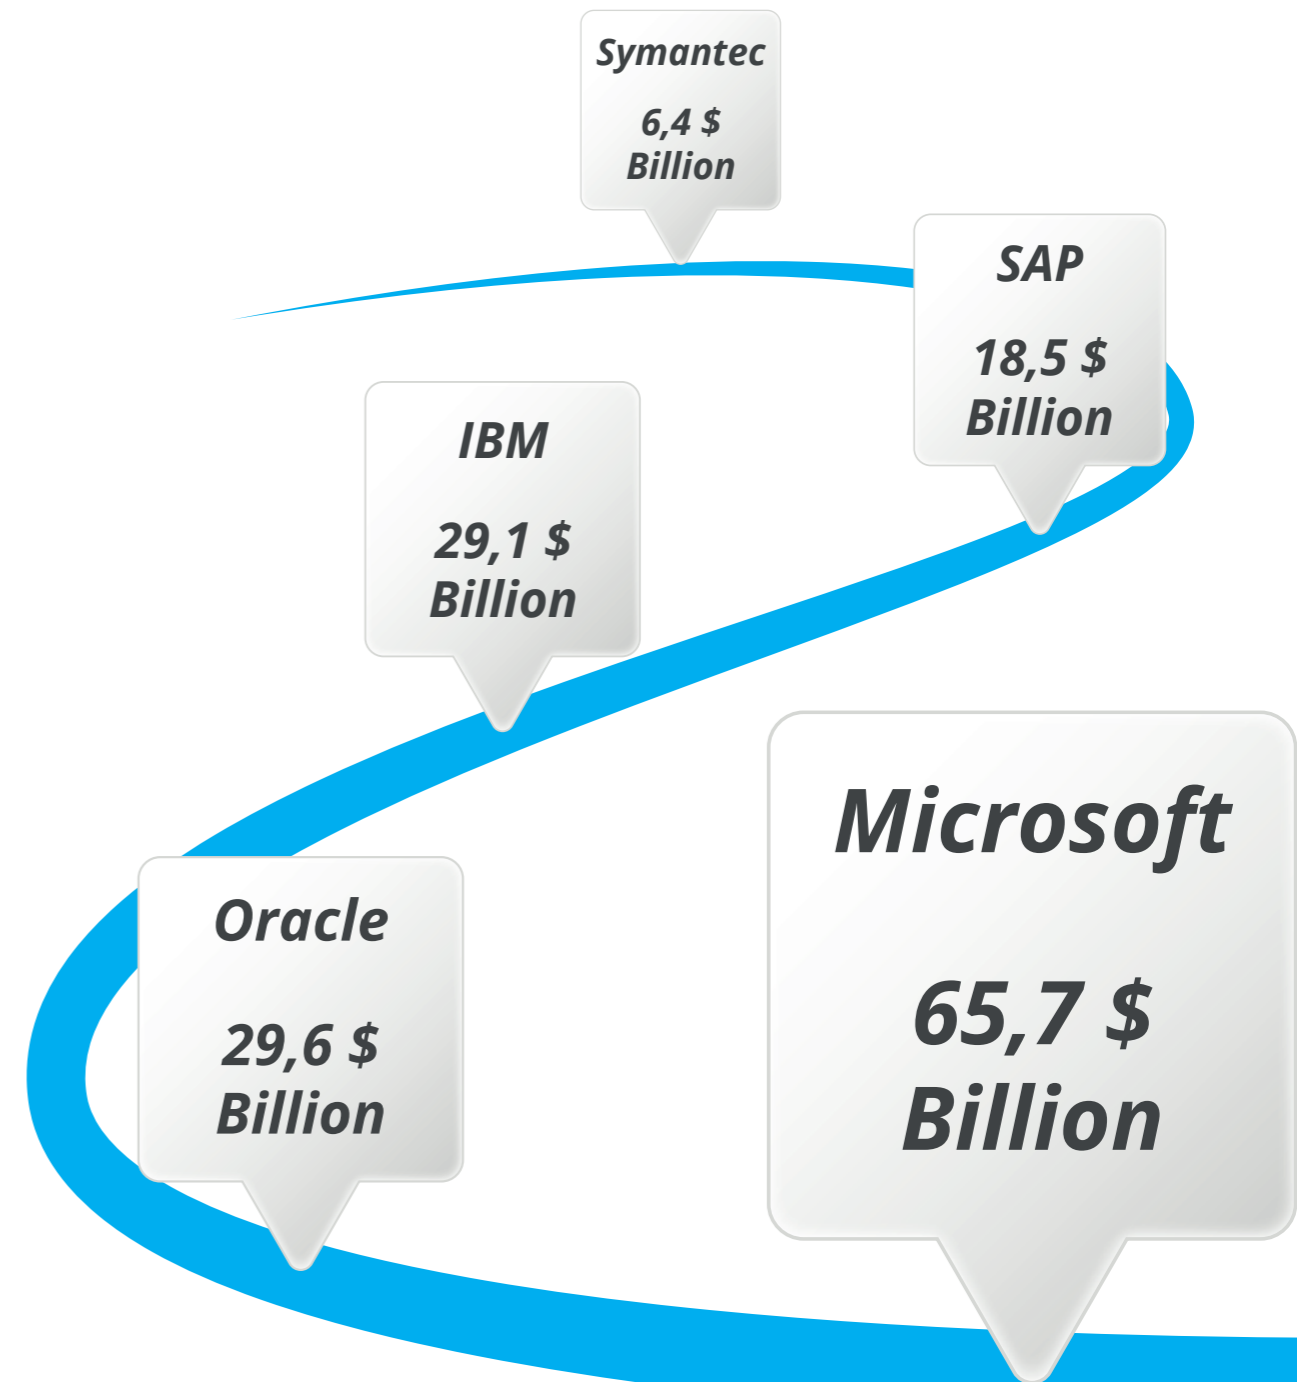 Symantec
6,4 $
Billion
SAP
18,5 $
Billion
IBM
29,1 $
Billion
Microsoft
65,7 $
Billion
Oracle
29,6 $
Billion